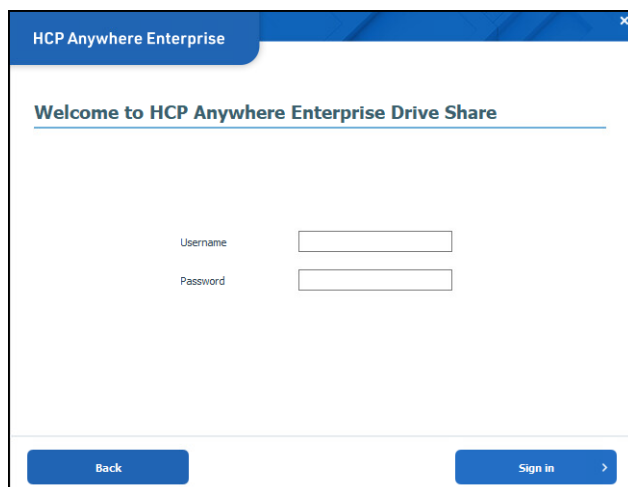 HCP Anywhere Enterprise
Welcome to HCP Anywhere Enterprise Drive Share
Username
Password
Back
Sign in